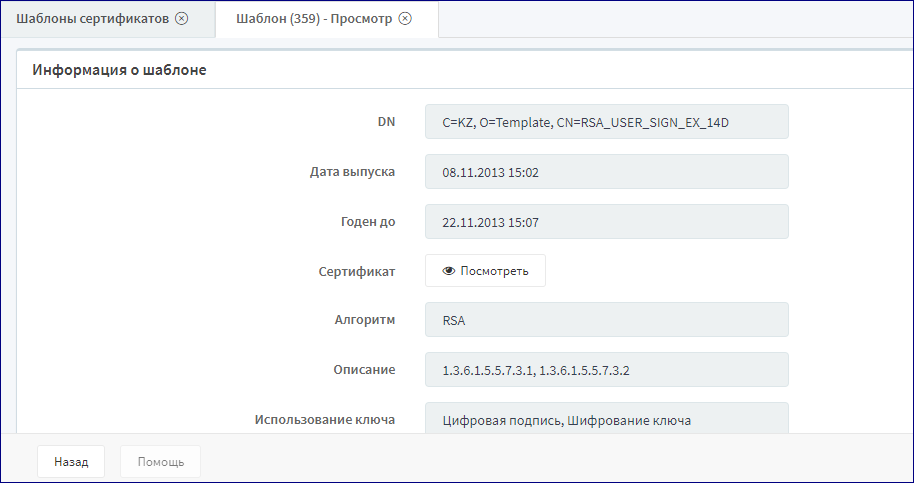 Шаблоны сертификатов
Шаблон (359) - Просмотр
Информация о шаблоне
DN C=KZ, O=Template, CN=RSA_USER_SIGN_EX_14D
Дата выпуска 08.11.2013 15:02
Годен до 22.11.2013 15:07
Сертификат Посмотреть
Алгоритм RSA
Описание 1.3.6.1.5.5.7.3.1, 1.3.6.1.5.5.7.3.2
Использование ключа Цифровая подпись, Шифрование ключа
Назад Помощь